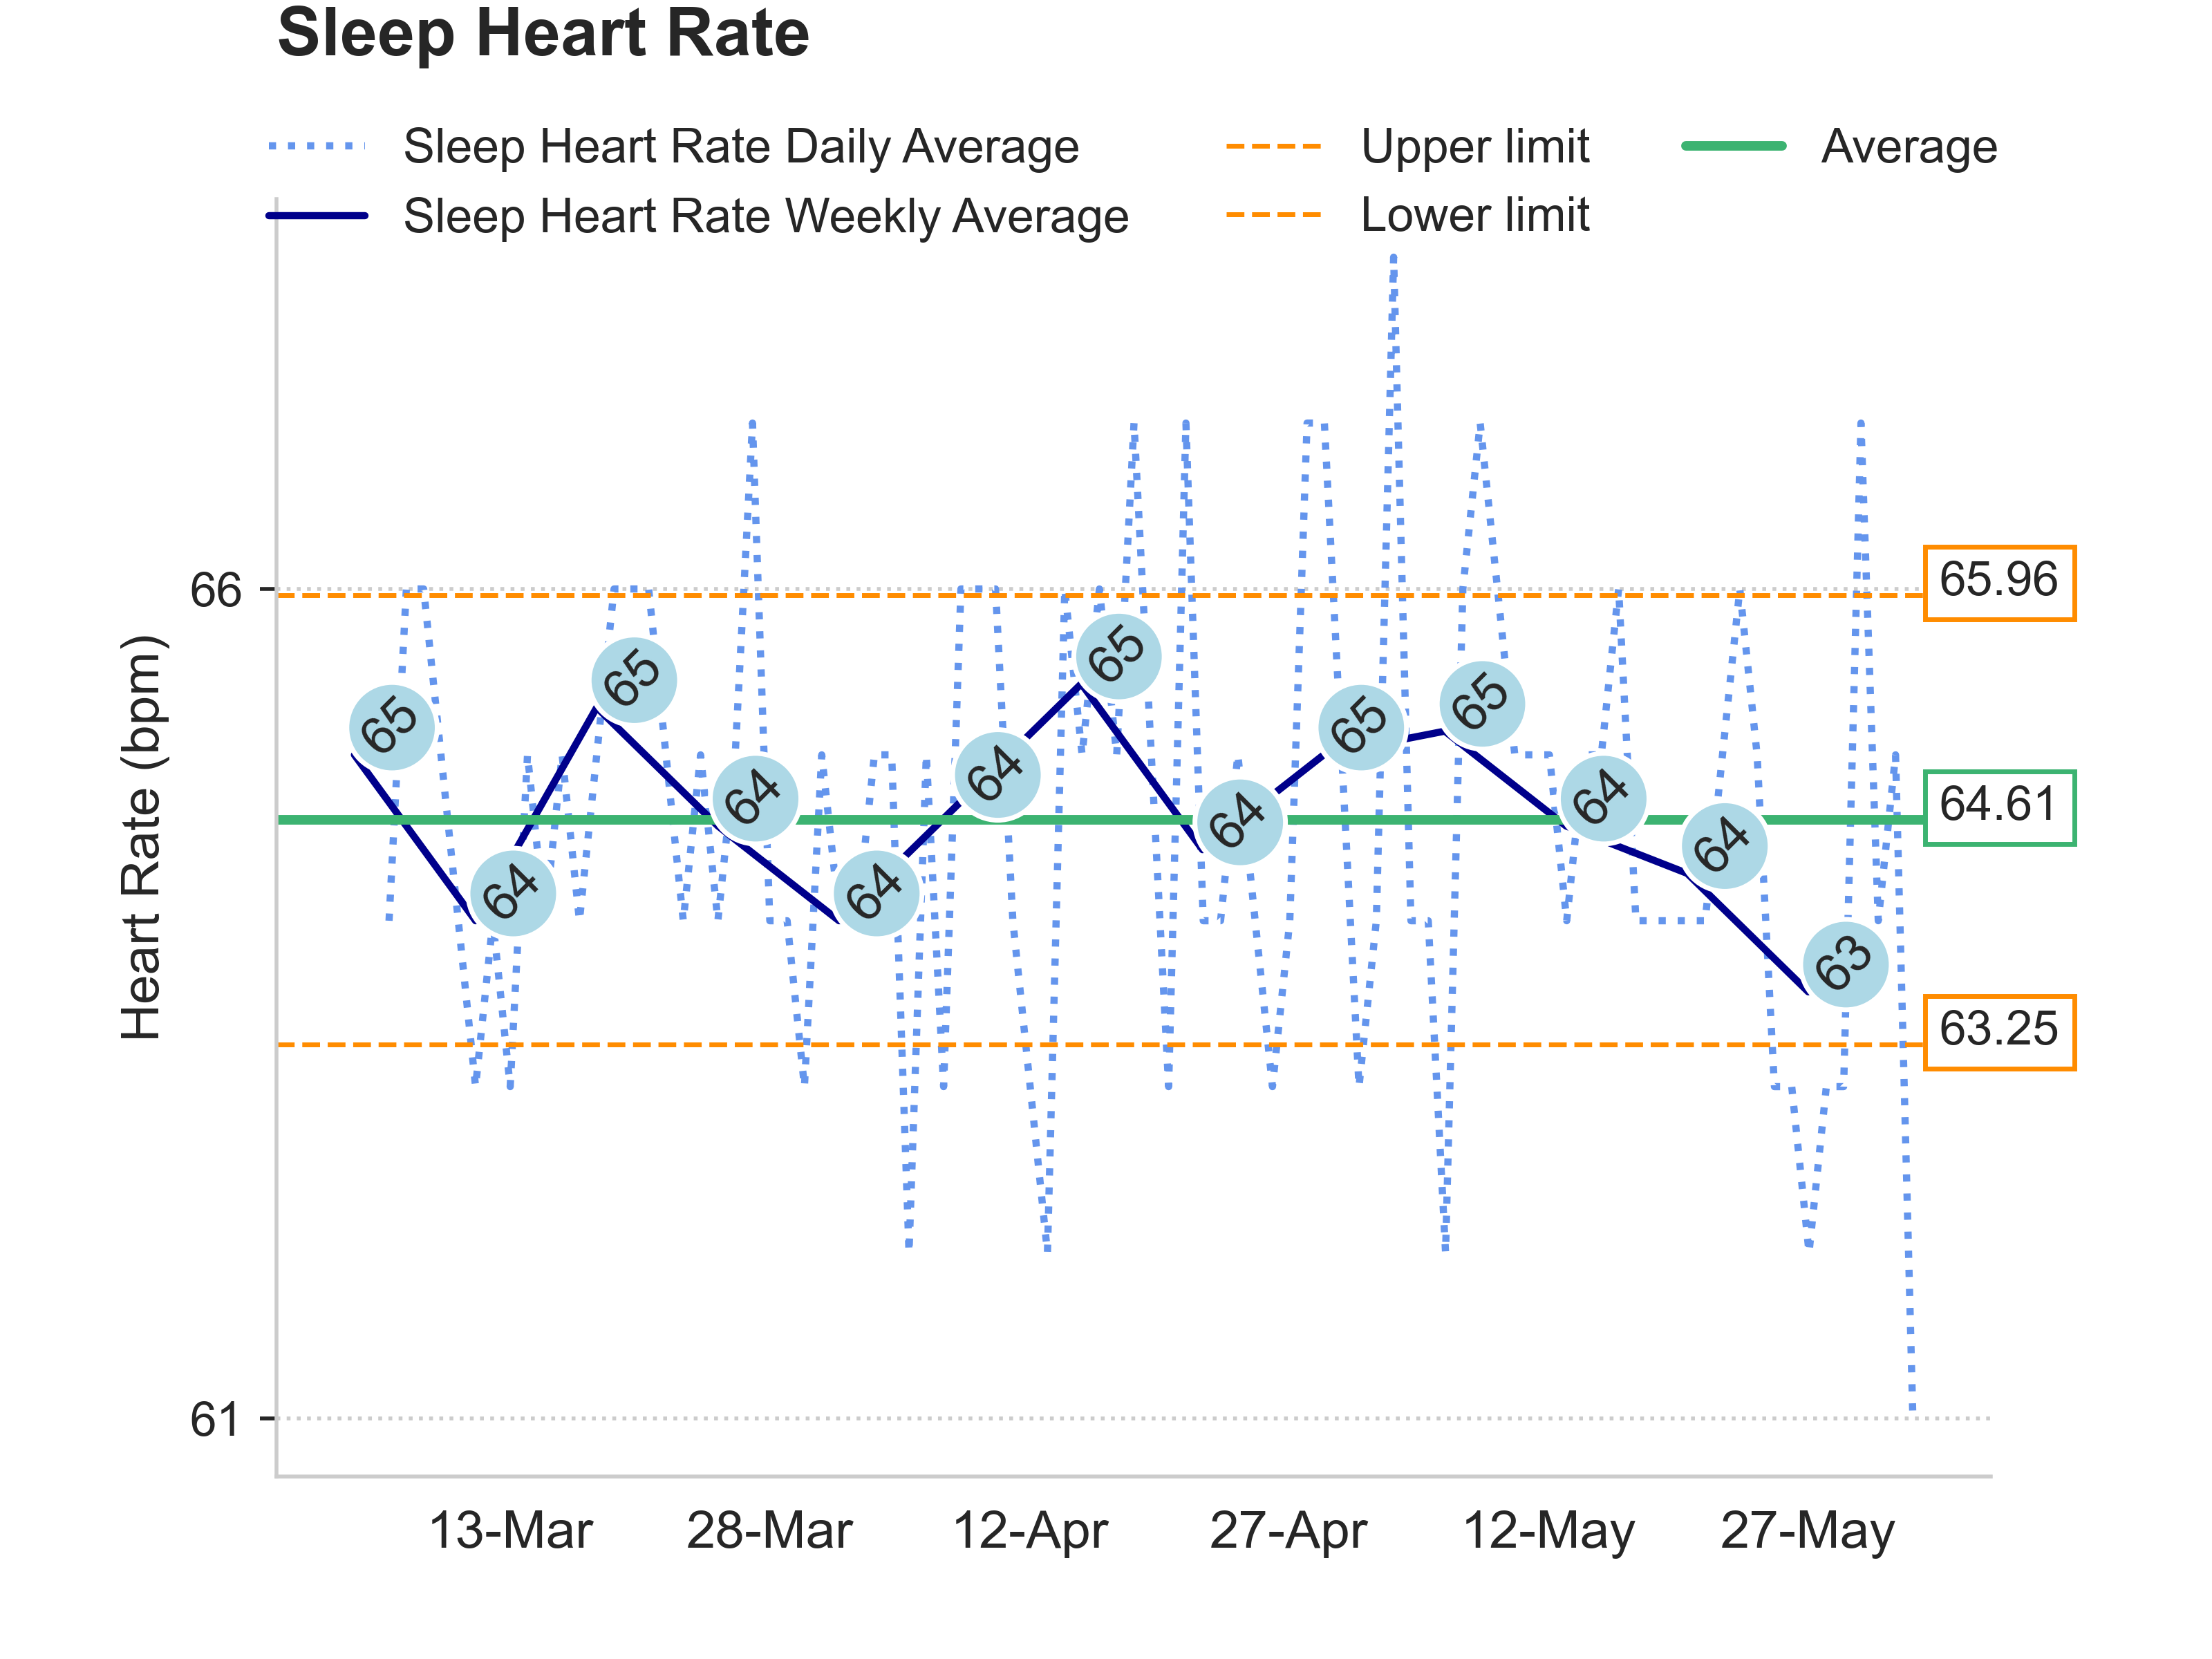 Sleep Heart Rate
Sleep Heart Rate Daily Average
Sleep Heart Rate Weekly Average
Upper limit
Lower limit
Average
Heart Rate (bpm)
66
61
65
64
65
64
64
64
65
64
65
65
64
64
63
65.96
64.61
63.25
13-Mar
28-Mar
12-Apr
27-Apr
12-May
27-May